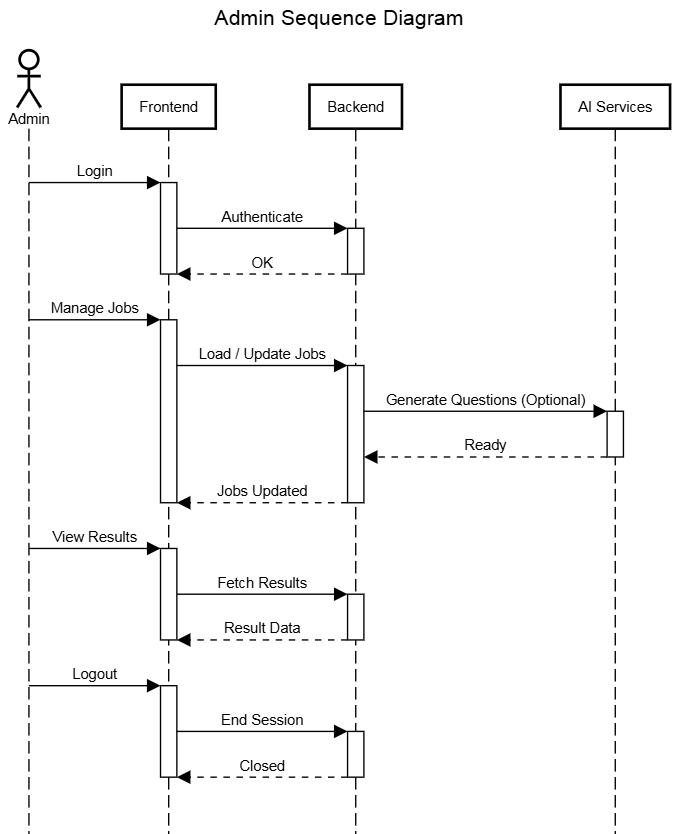 Admin Sequence Diagram
Admin
Frontend
Backend
AI Services
Login
Authenticate
OK
Manage Jobs
Load / Update Jobs
Generate Questions (Optional)
Ready
Jobs Updated
View Results
Fetch Results
Result Data
Logout
End Session
Closed